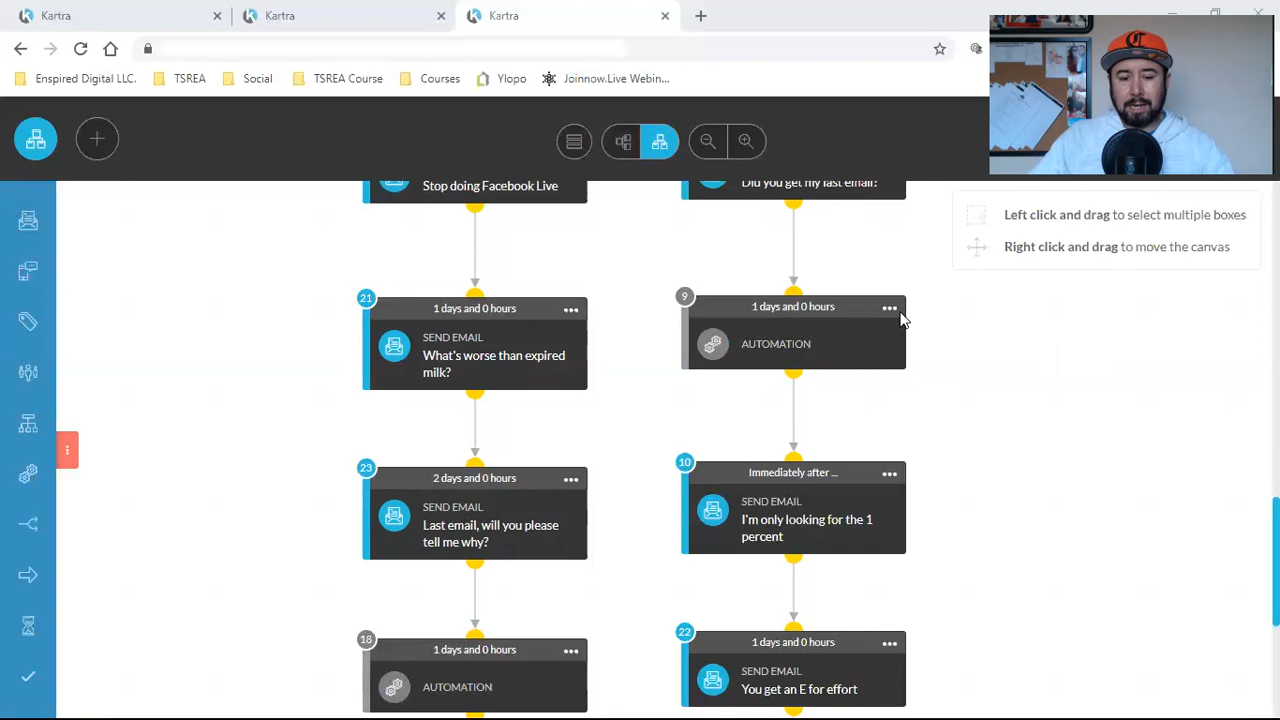 Kartra
Kartra
Kartra
Enspired Digital LLC.
TSREA
Social
TSREA Course
Courses
Ylopo
Joinnow.Live Webin...
Stop doing Facebook Live
Did you get my last email?
Left click and drag to select multiple boxes
Right click and drag to move the canvas
21
1 days and 0 hours
SEND EMAIL
What's worse than expired
milk?
9
1 days and 0 hours
AUTOMATION
23
2 days and 0 hours
SEND EMAIL
Last email, will you please
tell me why?
10
Immediately after ...
SEND EMAIL
I'm only looking for the 1
percent
18
1 days and 0 hours
AUTOMATION
22
1 days and 0 hours
SEND EMAIL
You get an E for effort